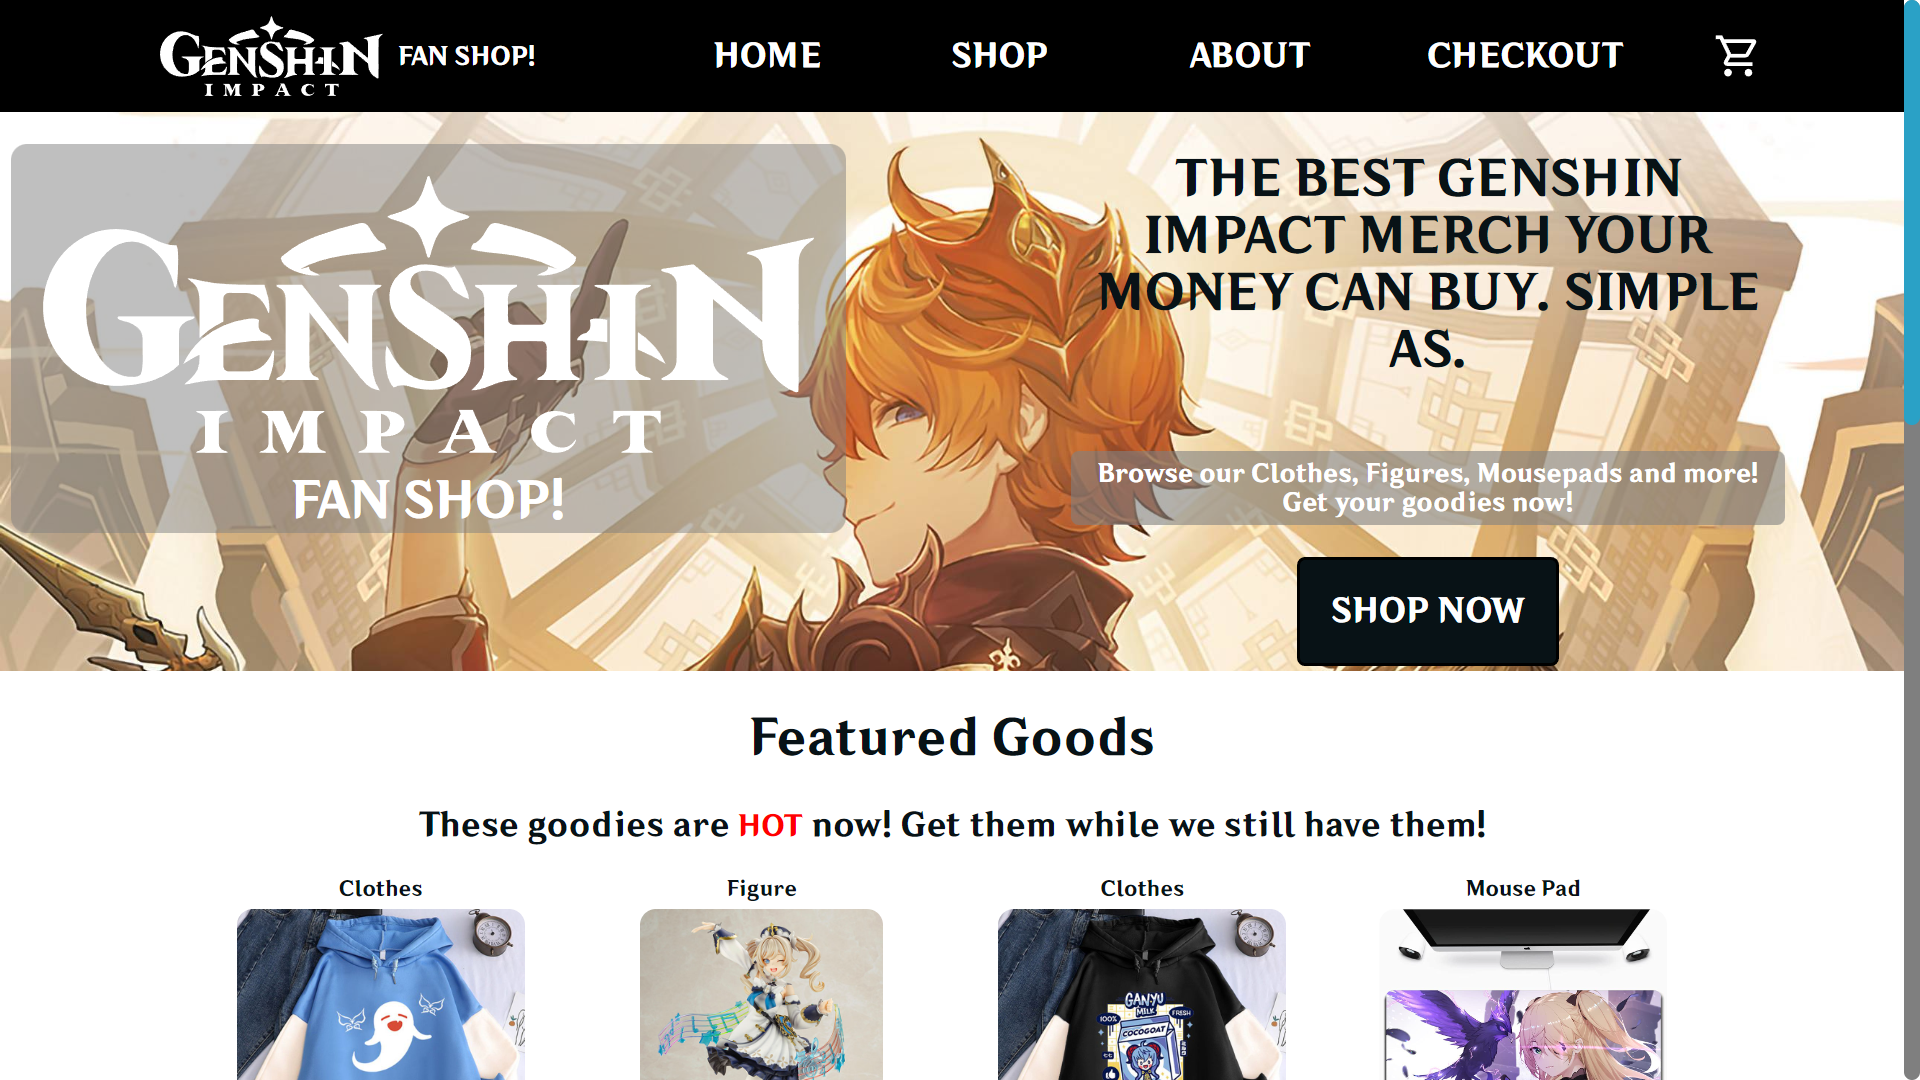 GENSHIN
IMPACT
FAN SHOP!
HOME
SHOP
ABOUT
CHECKOUT
GENSHIN
IMPACT
FAN SHOP!
THE BEST GENSHIN
IMPACT MERCH YOUR
MONEY CAN BUY. SIMPLE
AS.
Browse our Clothes, Figures, Mousepads and more!
Get your goodies now!
SHOP NOW
Featured Goods
These goodies are HOT now! Get them while we still have them!
Clothes
Figure
Clothes
Mouse Pad
GANYU
MILK
100%
FRESH
COCOGOAT